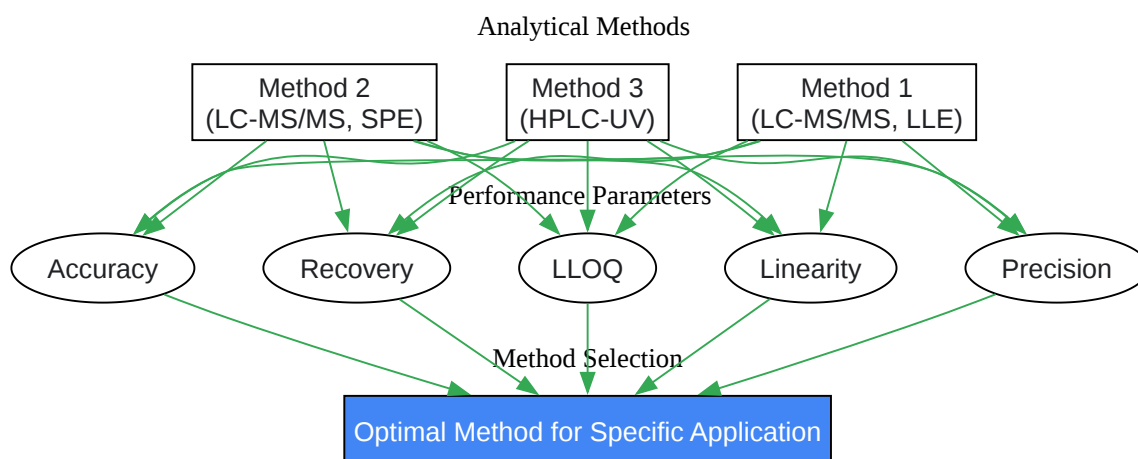 Analytical Methods
Method 2
(LC-MS/MS, SPE)
Method 3
(HPLC-UV)
Method 1
(LC-MS/MS, LLE)
Performance Parameters
Accuracy
Recovery
LLOQ
Linearity
Precision
Method Selection
Optimal Method for Specific Application